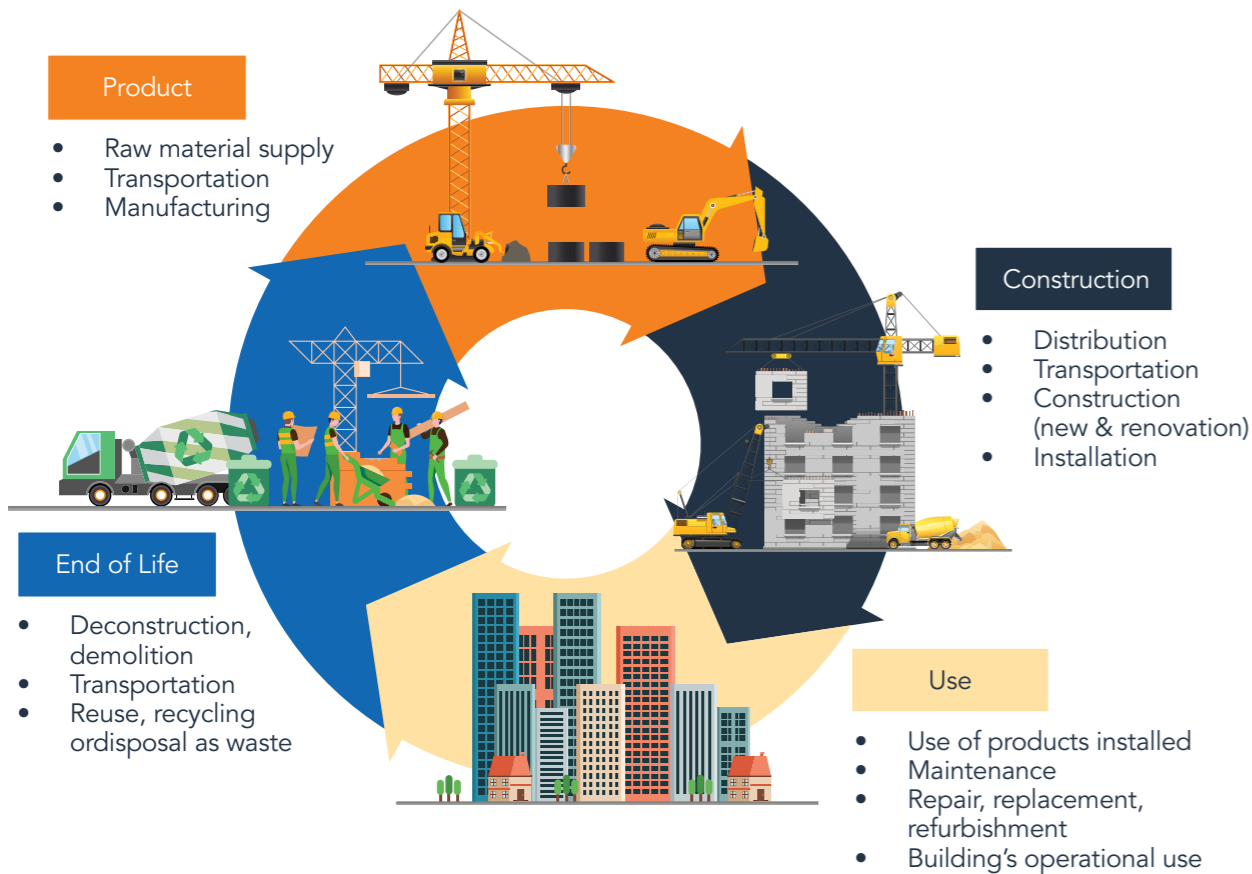 Product
• Raw material supply
• Transportation
• Manufacturing
Construction
• Distribution
• Transportation
• Construction
(new & renovation)
• Installation
Use
• Use of products installed
• Maintenance
• Repair, replacement,
refurbishment
• Building’s operational use
End of Life
• Deconstruction,
demolition
• Transportation
• Reuse, recycling
ordisposal as waste